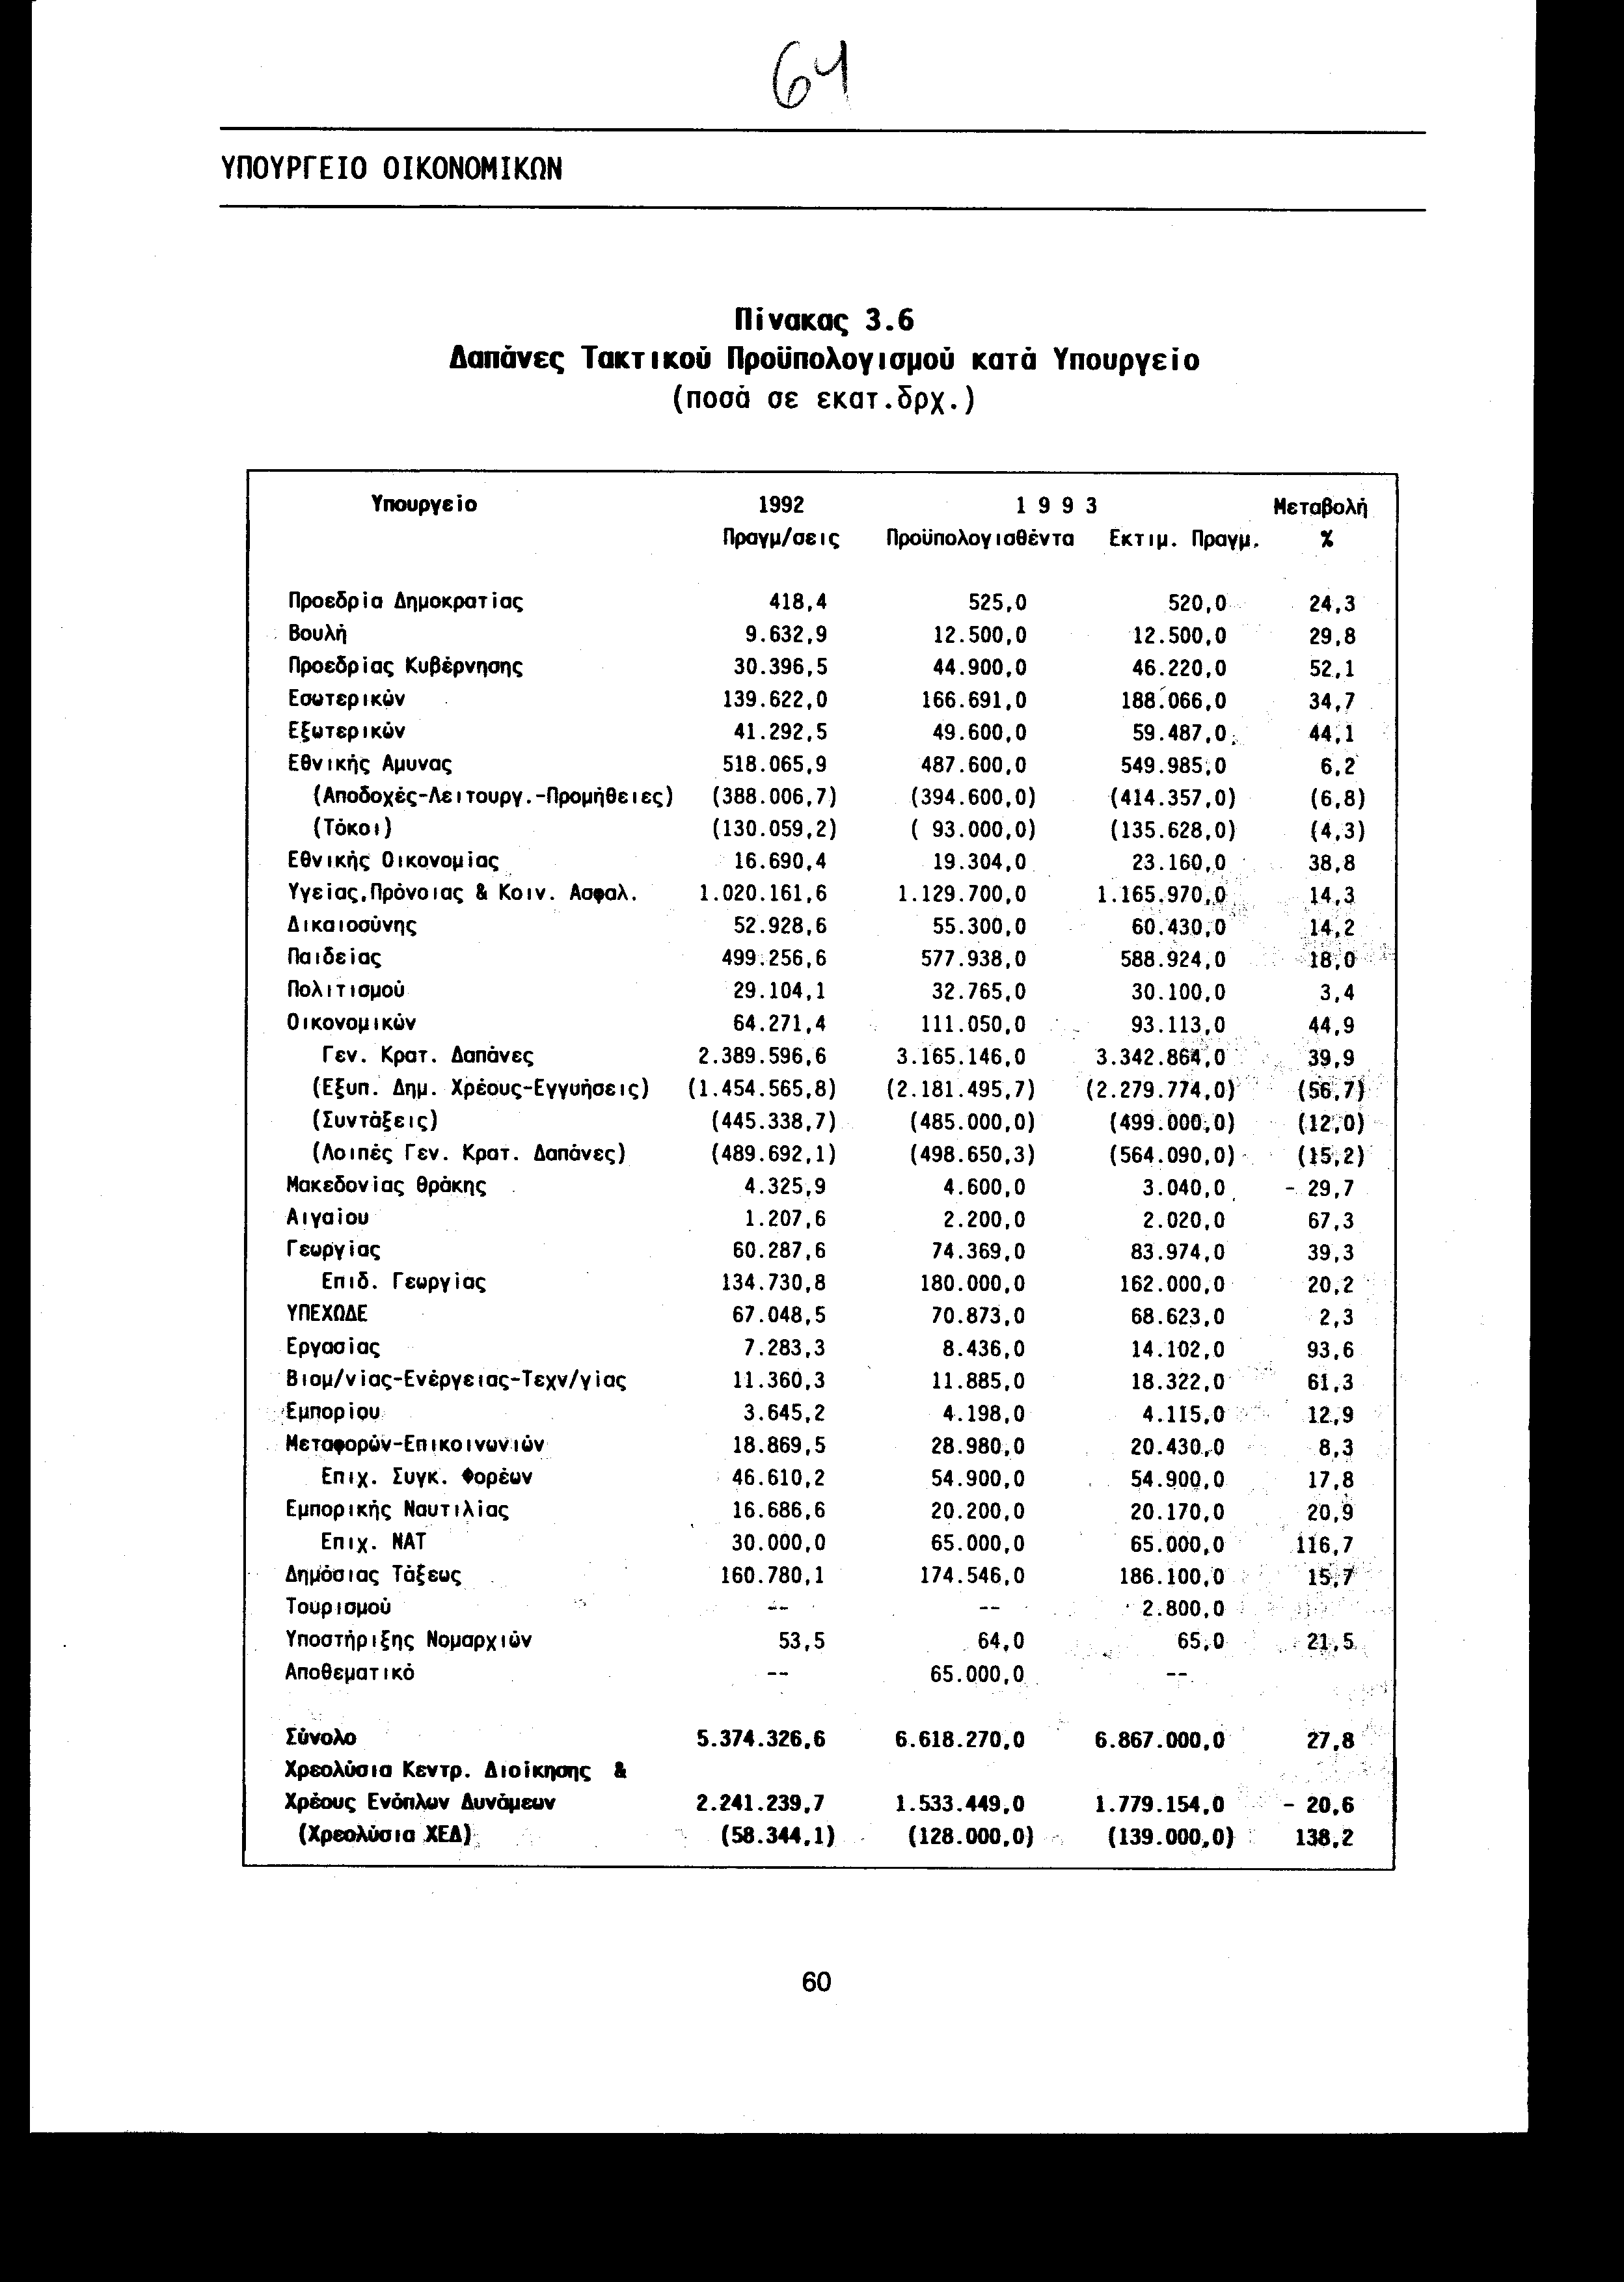 64
ΥΠΟΥΡΓΕΙΟ ΟΙΚΟΝΟΜΙΚΩΝ
Πίνακας 3.6
Δαπάνες Τακτικού Προϋπολογισμού κατά Υπουργείο
(ποσά σε εκατ.δρχ.)
Υπουργείο 1992 1 9 9 3 Μεταβολή
Πραγμ/σεις Προϋπολογισθέντα Εκτιμ. Πραγμ. %
Προεδρία Δημοκρατίας 418,4 525,0 520,0 24,3
Βουλή 9.632,9 12.500,0 12.500,0 29,8
Προεδρίας Κυβέρνησης 30.396,5 44.900,0 46.220,0 52,1
Εσωτερικών 139.622,0 166.691,0 188.066,0 34,7
Εξωτερικών 41.292,5 49.600,0 59.487,0 44,1
Εθνικής Αμυνας 518.065,9 487.600,0 549.985,0 6,2
(Αποδοχές-Λειτουργ.-Προμήθειες) (388.006,7) (394.600,0) (414.357,0) (6,8)
(Τόκοι) (130.059,2) ( 93.000,0) (135.628,0) (4,3)
Εθνικής Οικονομίας 16.690,4 19.304,0 23.160,0 38,8
Υγείας,Πρόνοιας & Κοιν. Ασφαλ. 1.020.161,6 1.129.700,0 1.165.970,0 14,3
Δικαιοσύνης 52.928,6 55.300,0 60.430,0 14,2
Παιδείας 499.256,6 577.938,0 588.924,0 18,0
Πολιτισμού 29.104,1 32.765,0 30.100,0 3,4
Οικονομικών 64.271,4 111.050,0 93.113,0 44,9
Γεν. Κρατ. Δαπάνες 2.389.596,6 3.165.146,0 3.342.864,0 39,9
(Εξυπ. Δημ. Χρέους-Εγγυήσεις) (1.454.565,8) (2.181.495,7) (2.279.774,0) (56,7)
(Συντάξεις) (445.338,7) (485.000,0) (499.000,0) (12,0)
(Λοιπές Γεν. Κρατ. Δαπάνες) (489.692,1) (498.650,3) (564.090,0) (15,2)
Μακεδονίας Θράκης 4.325,9 4.600,0 3.040,0 - 29,7
Αιγαίου 1.207,6 2.200,0 2.020,0 67,3
Γεωργίας 60.287,6 74.369,0 83.974,0 39,3
Επιδ. Γεωργίας 134.730,8 180.000,0 162.000,0 20,2
ΥΠΕΧΩΔΕ 67.048,5 70.873,0 68.623,0 2,3
Εργασίας 7.283,3 8.436,0 14.102,0 93,6
Βιομ/νίας-Ενέργειας-Τεχν/γίας 11.360,3 11.885,0 18.322,0 61,3
Εμπορίου 3.645,2 4.198,0 4.115,0 12,9
Μεταφορών-Επικοινωνιών 18.869,5 28.980,0 20.430,0 8,3
Επιχ. Συγκ. Φορέων 46.610,2 54.900,0 54.900,0 17,8
Εμπορικής Ναυτιλίας 16.686,6 20.200,0 20.170,0 20,9
Επιχ. ΝΑΤ 30.000,0 65.000,0 65.000,0 116,7
Δημόσιας Τάξεως 160.780,1 174.546,0 186.100,0 15,7
Τουρισμού -- -- 2.800,0
Υποστήριξης Νομαρχιών 53,5 64,0 65,0 21,5
Αποθεματικό -- 65.000,0 --
Σύνολο 5.374.326,6 6.618.270,0 6.867.000,0 27,8
Χρεολύσια Κεντρ. Διοίκησης &
Χρέους Ενόπλων Δυνάμεων 2.241.239,7 1.533.449,0 1.779.154,0 - 20,6
(Χρεολύσια ΧΕΔ) (58.344,1) (128.000,0) (139.000,0) 138,2
60